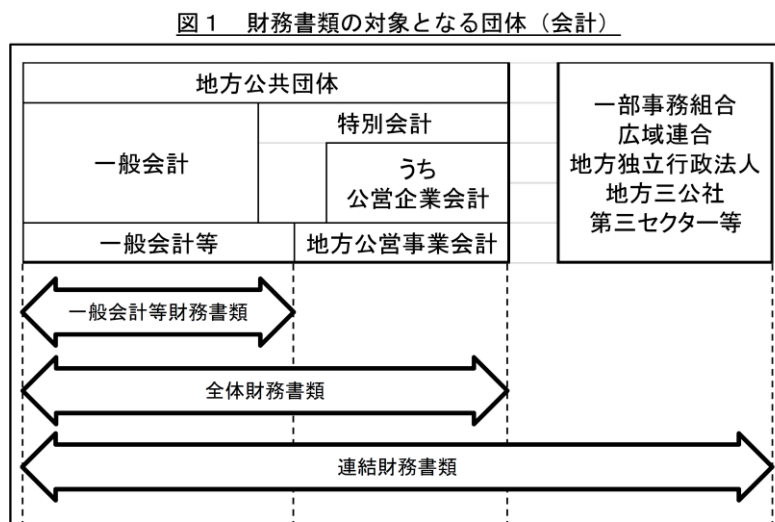 図1 財務書類の対象となる団体（会計）
地方公共団体
一般会計
特別会計
うち
公営企業会計
一般会計等
地方公営事業会計
一部事務組合
広域連合
地方独立行政法人
地方三公社
第三セクター等
一般会計等財務書類
全体財務書類
連結財務書類